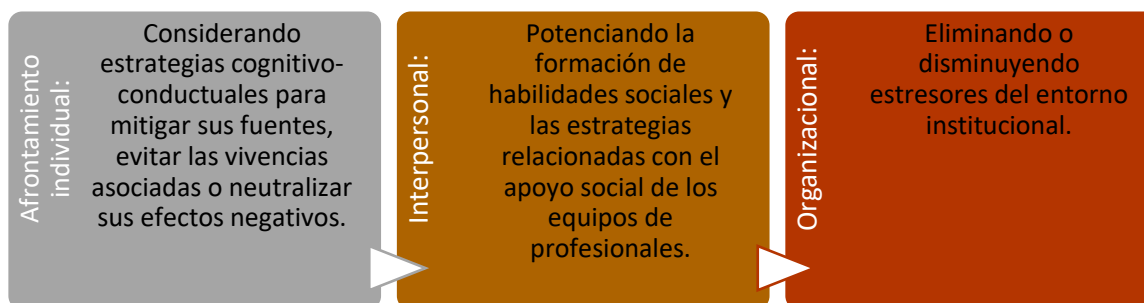 Afrontamiento
individual:
Considerando
estrategias cognitivo-
conductuales para
mitigar sus fuentes,
evitar las vivencias
asociadas o neutralizar
sus efectos negativos.
Interpersonal:
Potenciando la
formación de
habilidades sociales y
las estrategias
relacionadas con el
apoyo social de los
equipos de
profesionales.
Organizacional:
Eliminando o
disminuyendo
estresores del entorno
institucional.